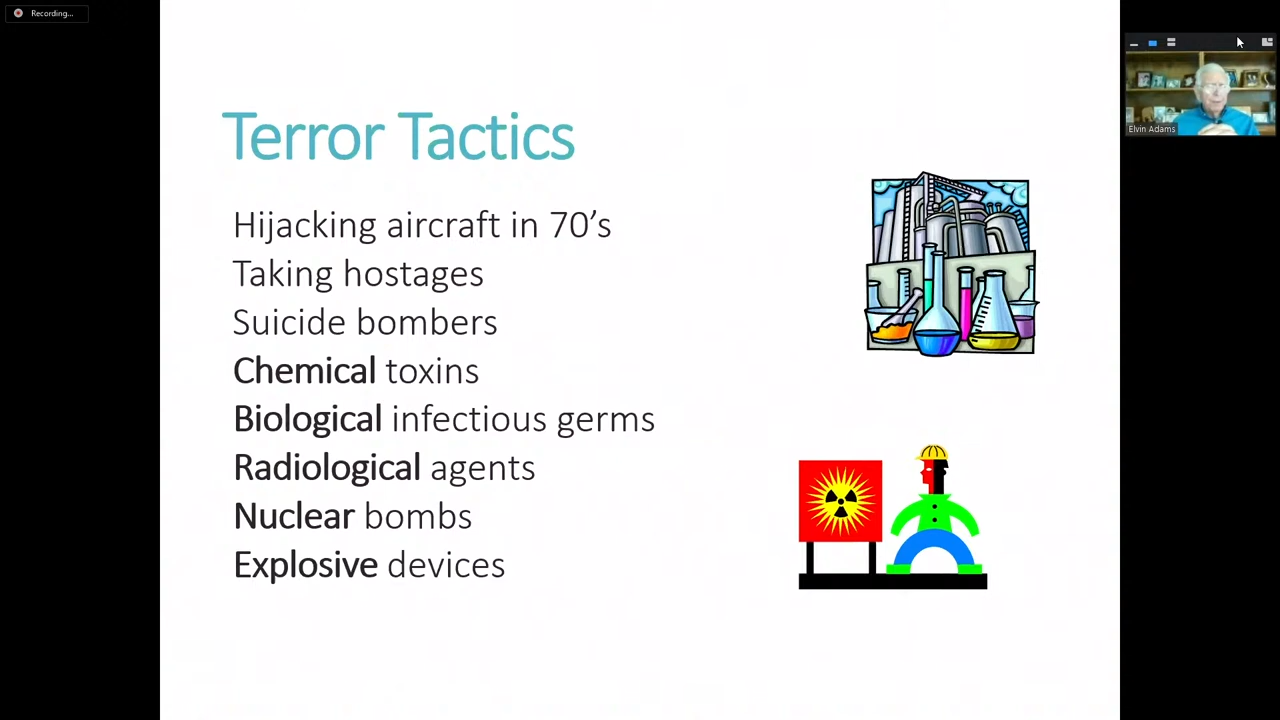 Recording...
Terror Tactics
Hijacking aircraft in 70’s
Taking hostages
Suicide bombers
Chemical toxins
Biological infectious germs
Radiological agents
Nuclear bombs
Explosive devices
Elvin Adams